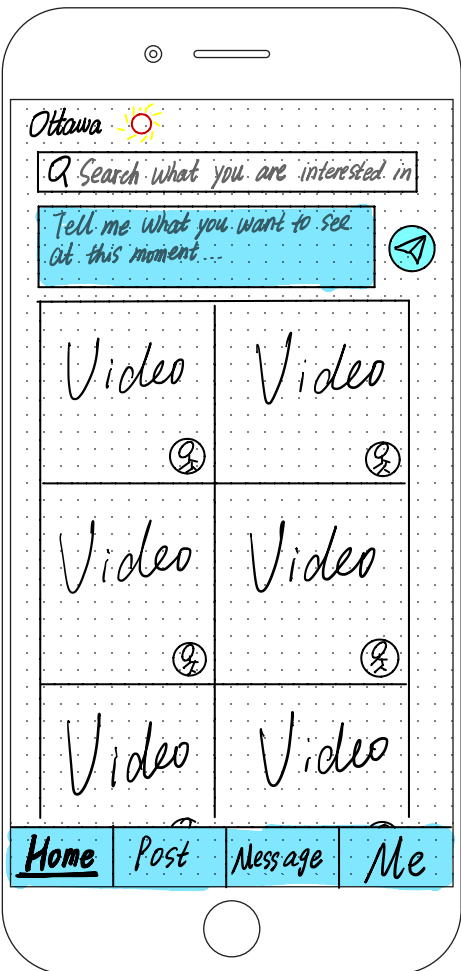 Ottawa
Search what you are interested in
Tell me what you want to see
at this moment...
Video Video
Video Video
Video Video
Home Post Message Me